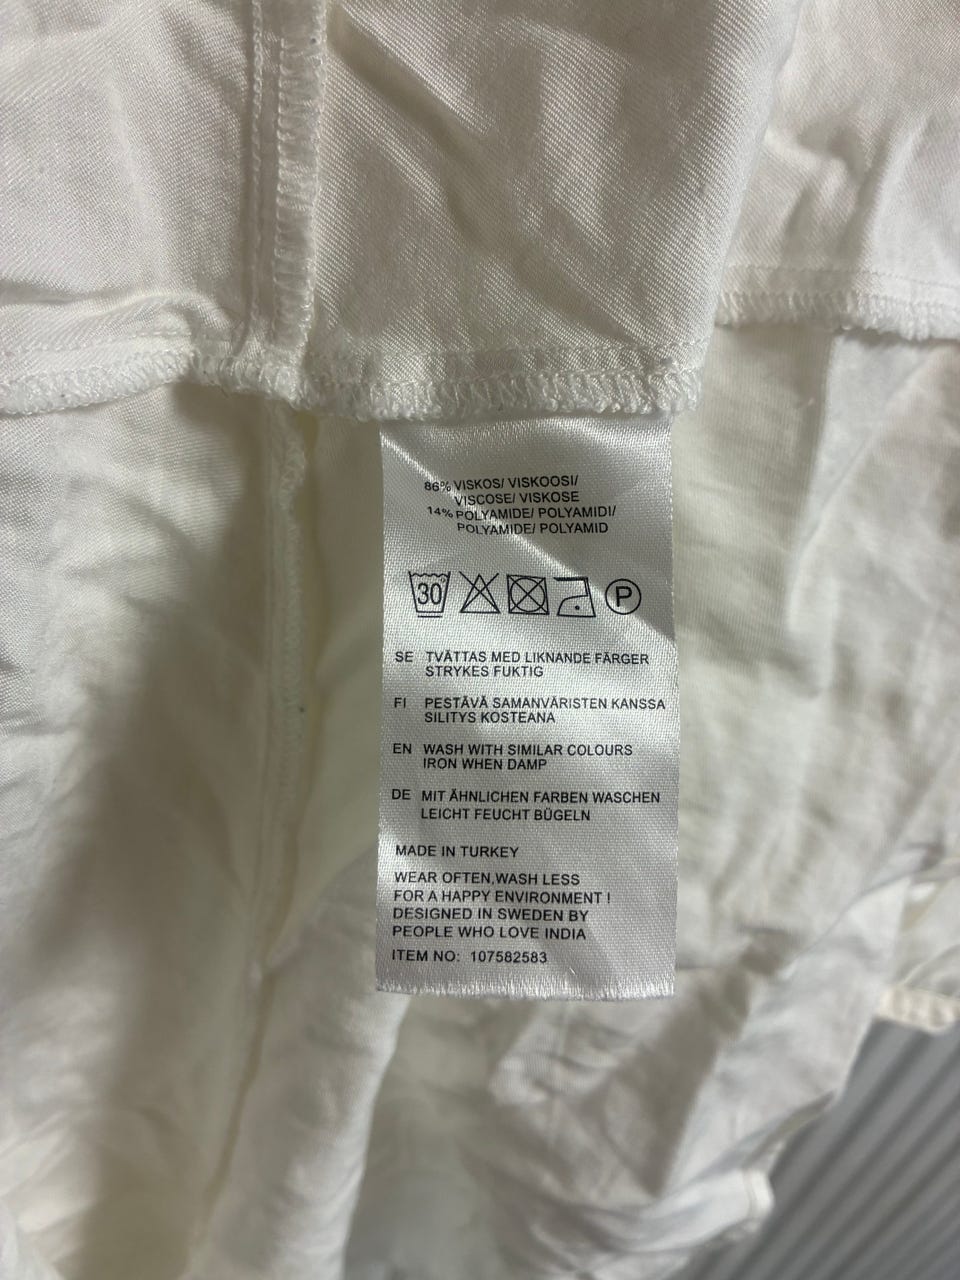 86% VISKOS/ VISKOOSI/
VISCOSE/ VISKOSE
14% POLYAMIDE/ POLYAMIDI/
POLYAMIDE/ POLYAMID
30
P
SE TVÄTTAS MED LIKNANDE FÄRGER
STRYKES FUKTIG
FI PESTÄVÄ SAMANVÄRISTEN KANSSA
SILITYS KOSTEANA
EN WASH WITH SIMILAR COLOURS
IRON WHEN DAMP
DE MIT ÄHNLICHEN FARBEN WASCHEN
LEICHT FEUCHT BÜGELN
MADE IN TURKEY
WEAR OFTEN,WASH LESS
FOR A HAPPY ENVIRONMENT !
DESIGNED IN SWEDEN BY
PEOPLE WHO LOVE INDIA
ITEM NO: 107582583